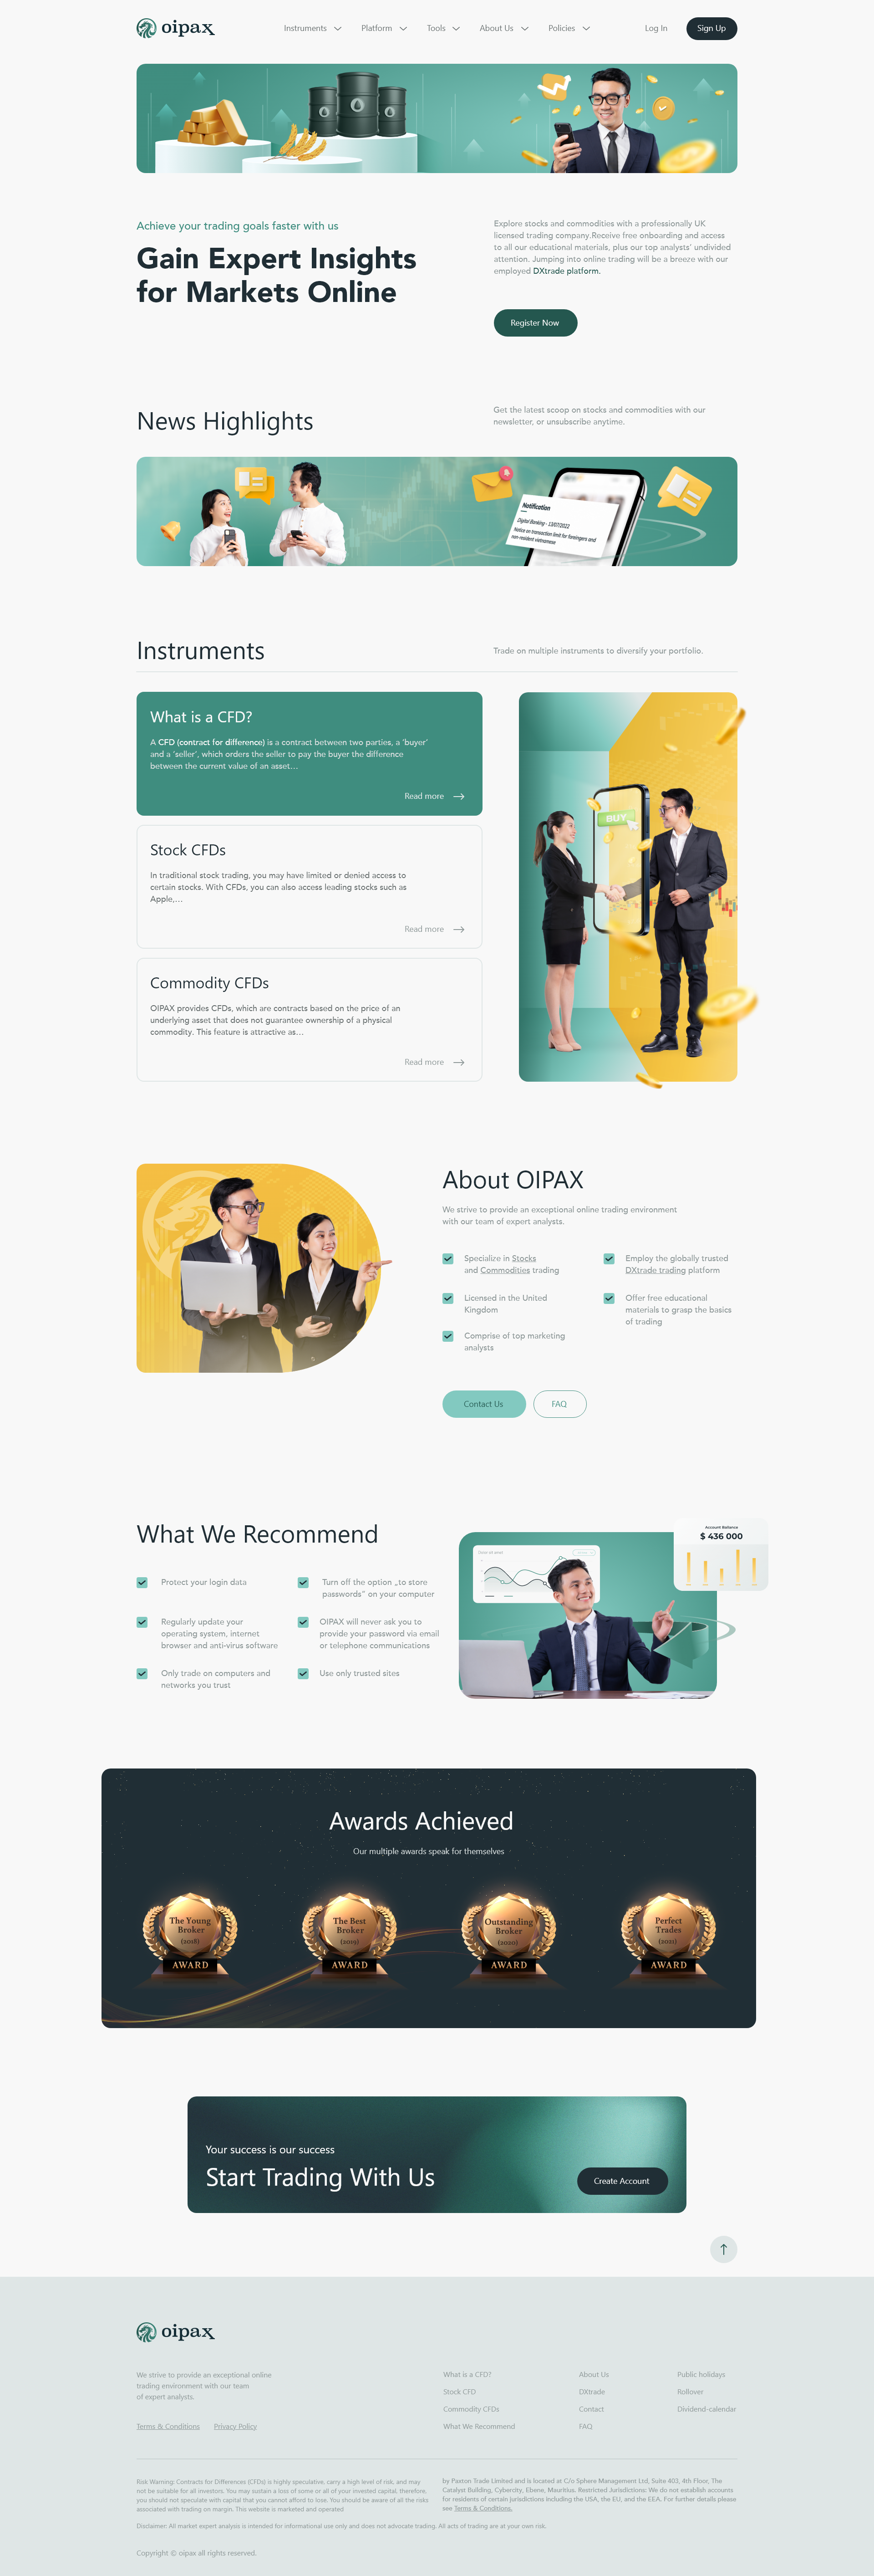 oipax
Instruments
Platform
Tools
About Us
Policies
Log In
Sign Up
Achieve your trading goals faster with us
Gain Expert Insights
for Markets Online
Explore stocks and commodities with a professionally UK
licensed trading company.Receive free onboarding and access
to all our educational materials, plus our top analysts' undivided
attention. Jumping into online trading will be a breeze with our
employed DXtrade platform.
Register Now
News Highlights
Get the latest scoop on stocks and commodities with our
newsletter, or unsubscribe anytime.
Notification
Digital Banking - 13/07/2022
Notice on transaction limit for foreingers and
non-resident vietnamese
Instruments
Trade on multiple instruments to diversify your portfolio.
What is a CFD?
A CFD (contract for difference) is a contract between two parties, a 'buyer'
and a 'seller', which orders the seller to pay the buyer the difference
between the current value of an asset…
Read more
Stock CFDs
In traditional stock trading, you may have limited or denied access to
certain stocks. With CFDs, you can also access leading stocks such as
Apple,…
Read more
Commodity CFDs
OIPAX provides CFDs, which are contracts based on the price of an
underlying asset that does not guarantee ownership of a physical
commodity. This feature is attractive as…
Read more
BUY
About OIPAX
We strive to provide an exceptional online trading environment
with our team of expert analysts.
Specialize in Stocks
and Commodities trading
Employ the globally trusted
DXtrade trading platform
Licensed in the United
Kingdom
Offer free educational
materials to grasp the basics
of trading
Comprise of top marketing
analysts
Contact Us
FAQ
What We Recommend
Protect your login data
Turn off the option „to store
passwords" on your computer
Regularly update your
operating system, internet
browser and anti-virus software
OIPAX will never ask you to
provide your password via email
or telephone communications
Only trade on computers and
networks you trust
Use only trusted sites
Account Ballance
$ 436 000
Awards Achieved
Our multiple awards speak for themselves
The Young
Broker
(2018)
AWARD
The Best
Broker
(2019)
AWARD
Outstanding
Broker
(2020)
AWARD
Perfect
Trades
(2021)
AWARD
Your success is our success
Start Trading With Us
Create Account
oipax
We strive to provide an exceptional online
trading environment with our team
of expert analysts.
Terms & Conditions
Privacy Policy
What is a CFD?
Stock CFD
Commodity CFDs
What We Recommend
About Us
DXtrade
Contact
FAQ
Public holidays
Rollover
Dividend-calendar
Risk Warning: Contracts for Differences (CFDs) is highly speculative, carry a high level of risk, and may
not be suitable for all investors. You may sustain a loss of some or all of your invested capital, therefore,
you should not speculate with capital that you cannot afford to lose. You should be aware of all the risks
associated with trading on margin. This website is marketed and operated
by Paxton Trade Limited and is located at C/o Sphere Management Ltd, Suite 403, 4th Floor, The
Catalyst Building, Cybercity, Ebene, Mauritius. Restricted Jurisdictions: We do not establish accounts
for residents of certain jurisdictions including the USA, the EU, and the EEA. For further details please
see Terms & Conditions.
Disclaimer: All market expert analysis is intended for informational use only and does not advocate trading. All acts of trading are at your own risk.
Copyright © oipax all rights reserved.